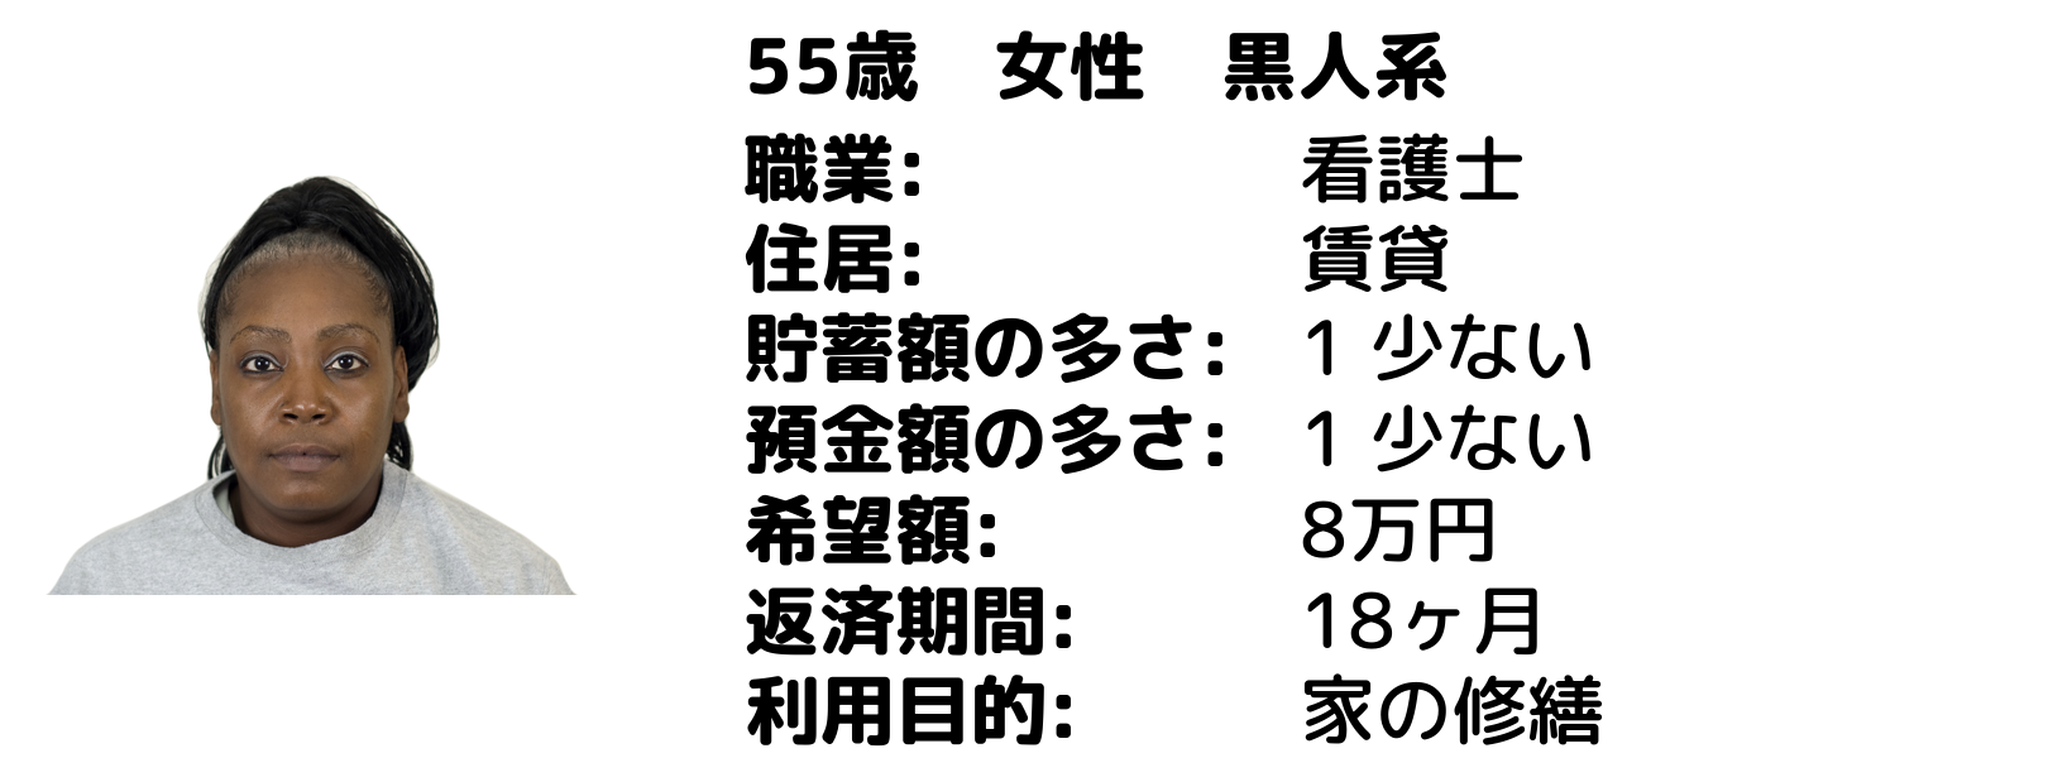 55歳　女性　黒人系
職業: 看護士
住居: 賃貸
貯蓄額の多さ: 1 少ない
預金額の多さ: 1 少ない
希望額: 8万円
返済期間: 18ヶ月
利用目的: 家の修繕